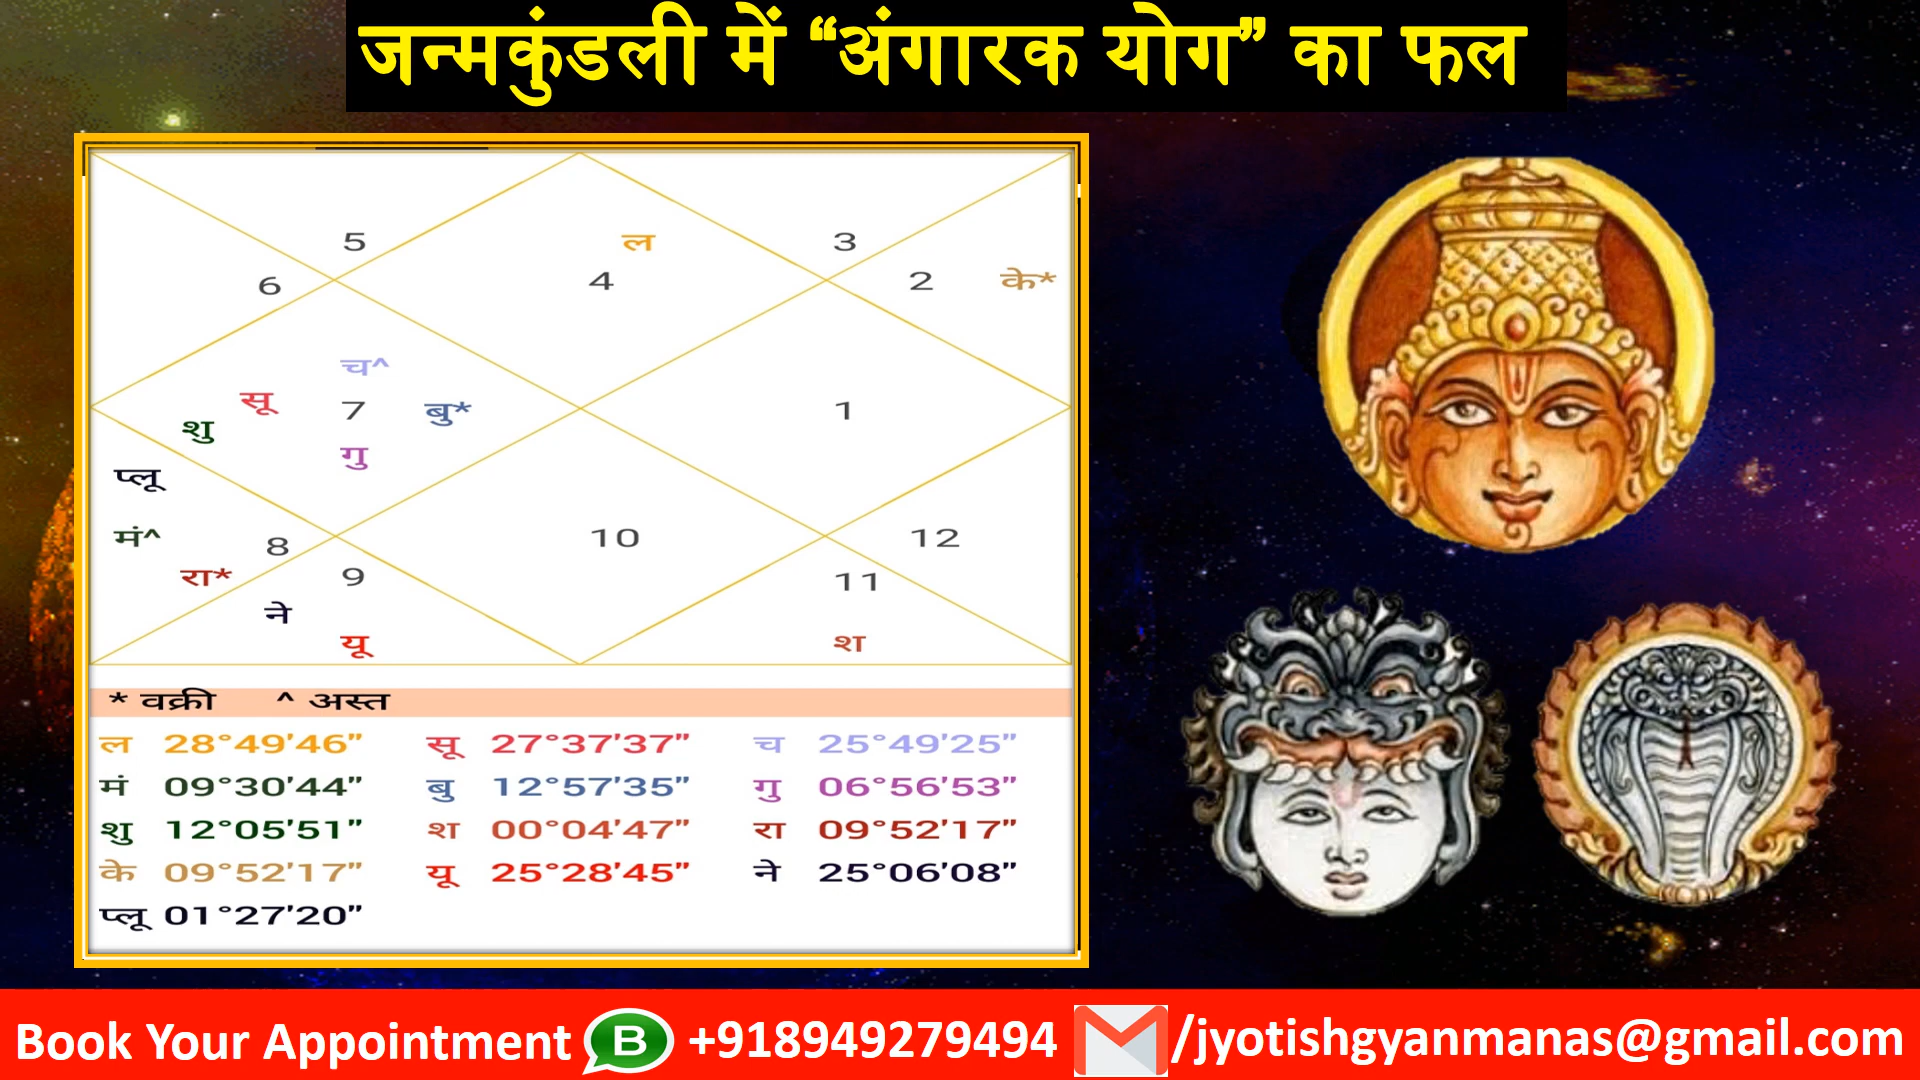 जन्मकुंडली में “अंगारक योग” का फल
5 ल 3
6 4 2 के*
च^
सू 7 बु* 1
शु
गु
प्लू
मं^ 8 10 12
रा* 9 11
ने
यू श
* वक्री ^ अस्त
ल 28°49'46" सू 27°37'37" च 25°49'25"
मं 09°30'44" बु 12°57'35" गु 06°56'53"
शु 12°05'51" श 00°04'47" रा 09°52'17"
के 09°52'17" यू 25°28'45" ने 25°06'08"
प्लू 01°27'20"
Book Your Appointment B +918949279494 /jyotishgyanmanas@gmail.com